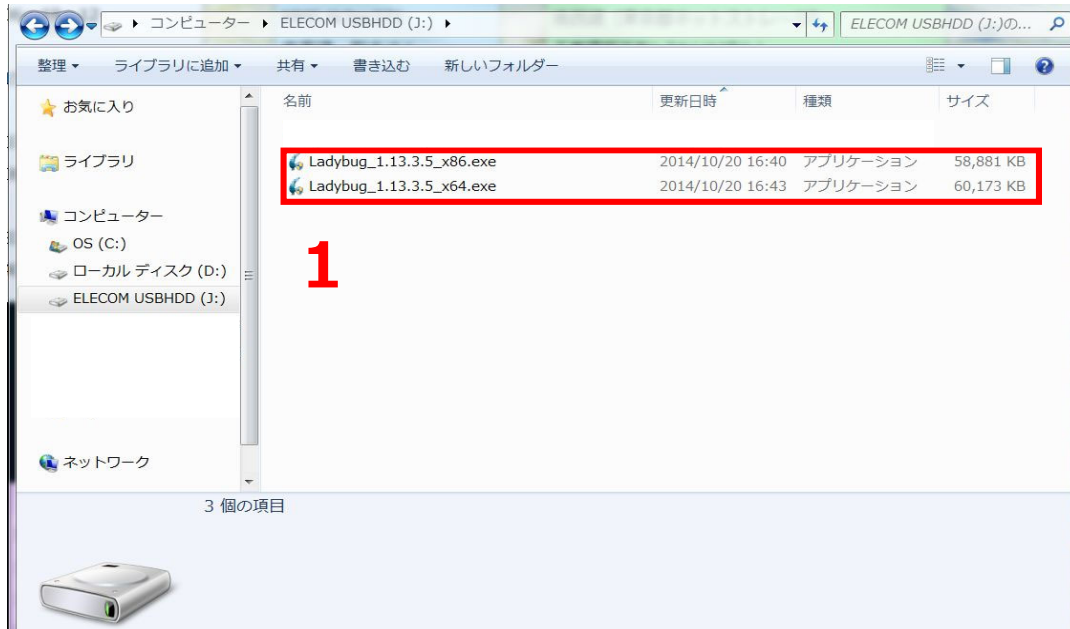 コンピューター ▸ ELECOM USBHDD (J:) ▸
ELECOM USBHDD (J:)の...
整理 ライブラリに追加 共有 書き込む 新しいフォルダー
お気に入り
ライブラリ
コンピューター
OS (C:)
ローカル ディスク (D:)
ELECOM USBHDD (J:)
ネットワーク
名前 更新日時 種類 サイズ
Ladybug_1.13.3.5_x86.exe 2014/10/20 16:40 アプリケーション 58,881 KB
Ladybug_1.13.3.5_x64.exe 2014/10/20 16:43 アプリケーション 60,173 KB
1
3 個の項目